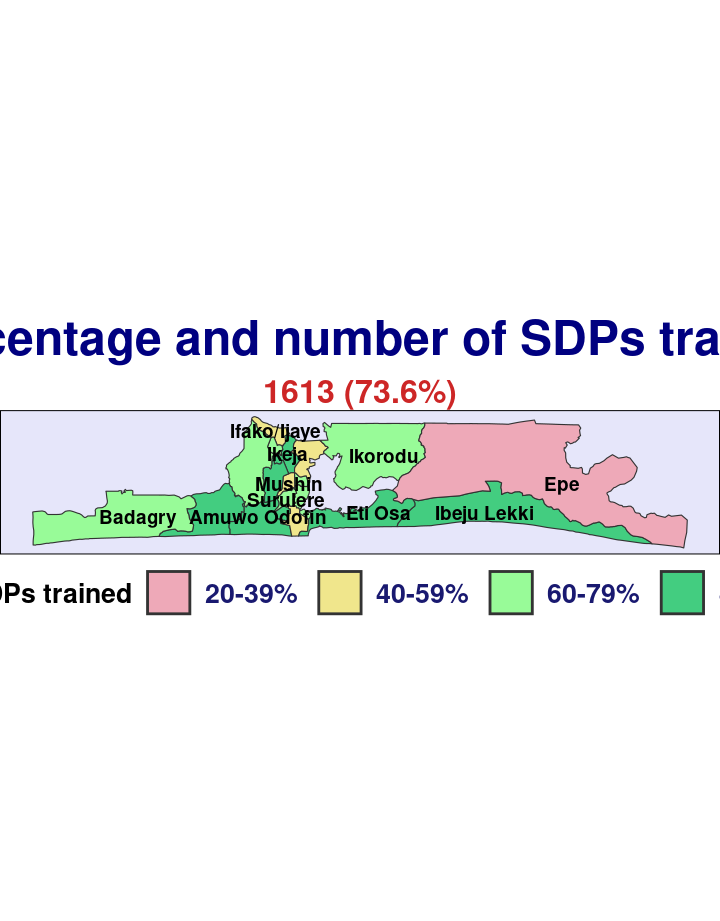 centage and number of SDPs tra
1613 (73.6%)
Ifako/Ijaye
Ikeja
Ikorodu
Mushin
Epe
Surulere
Badagry
Amuwo Odofin
Eti Osa
Ibeju Lekki
DPs trained
20-39%
40-59%
60-79%